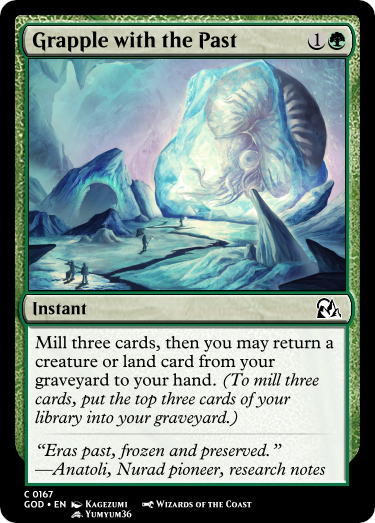 Grapple with the Past 1
Instant
Mill three cards, then you may return a
creature or land card from your
graveyard to your hand. (To mill three
cards, put the top three cards of your
library into your graveyard.)
“Eras past, frozen and preserved.”
—Anatoli, Nurad pioneer, research notes
C 0167
GOD • EN Kagezumi Wizards of the Coast
Yumyum36